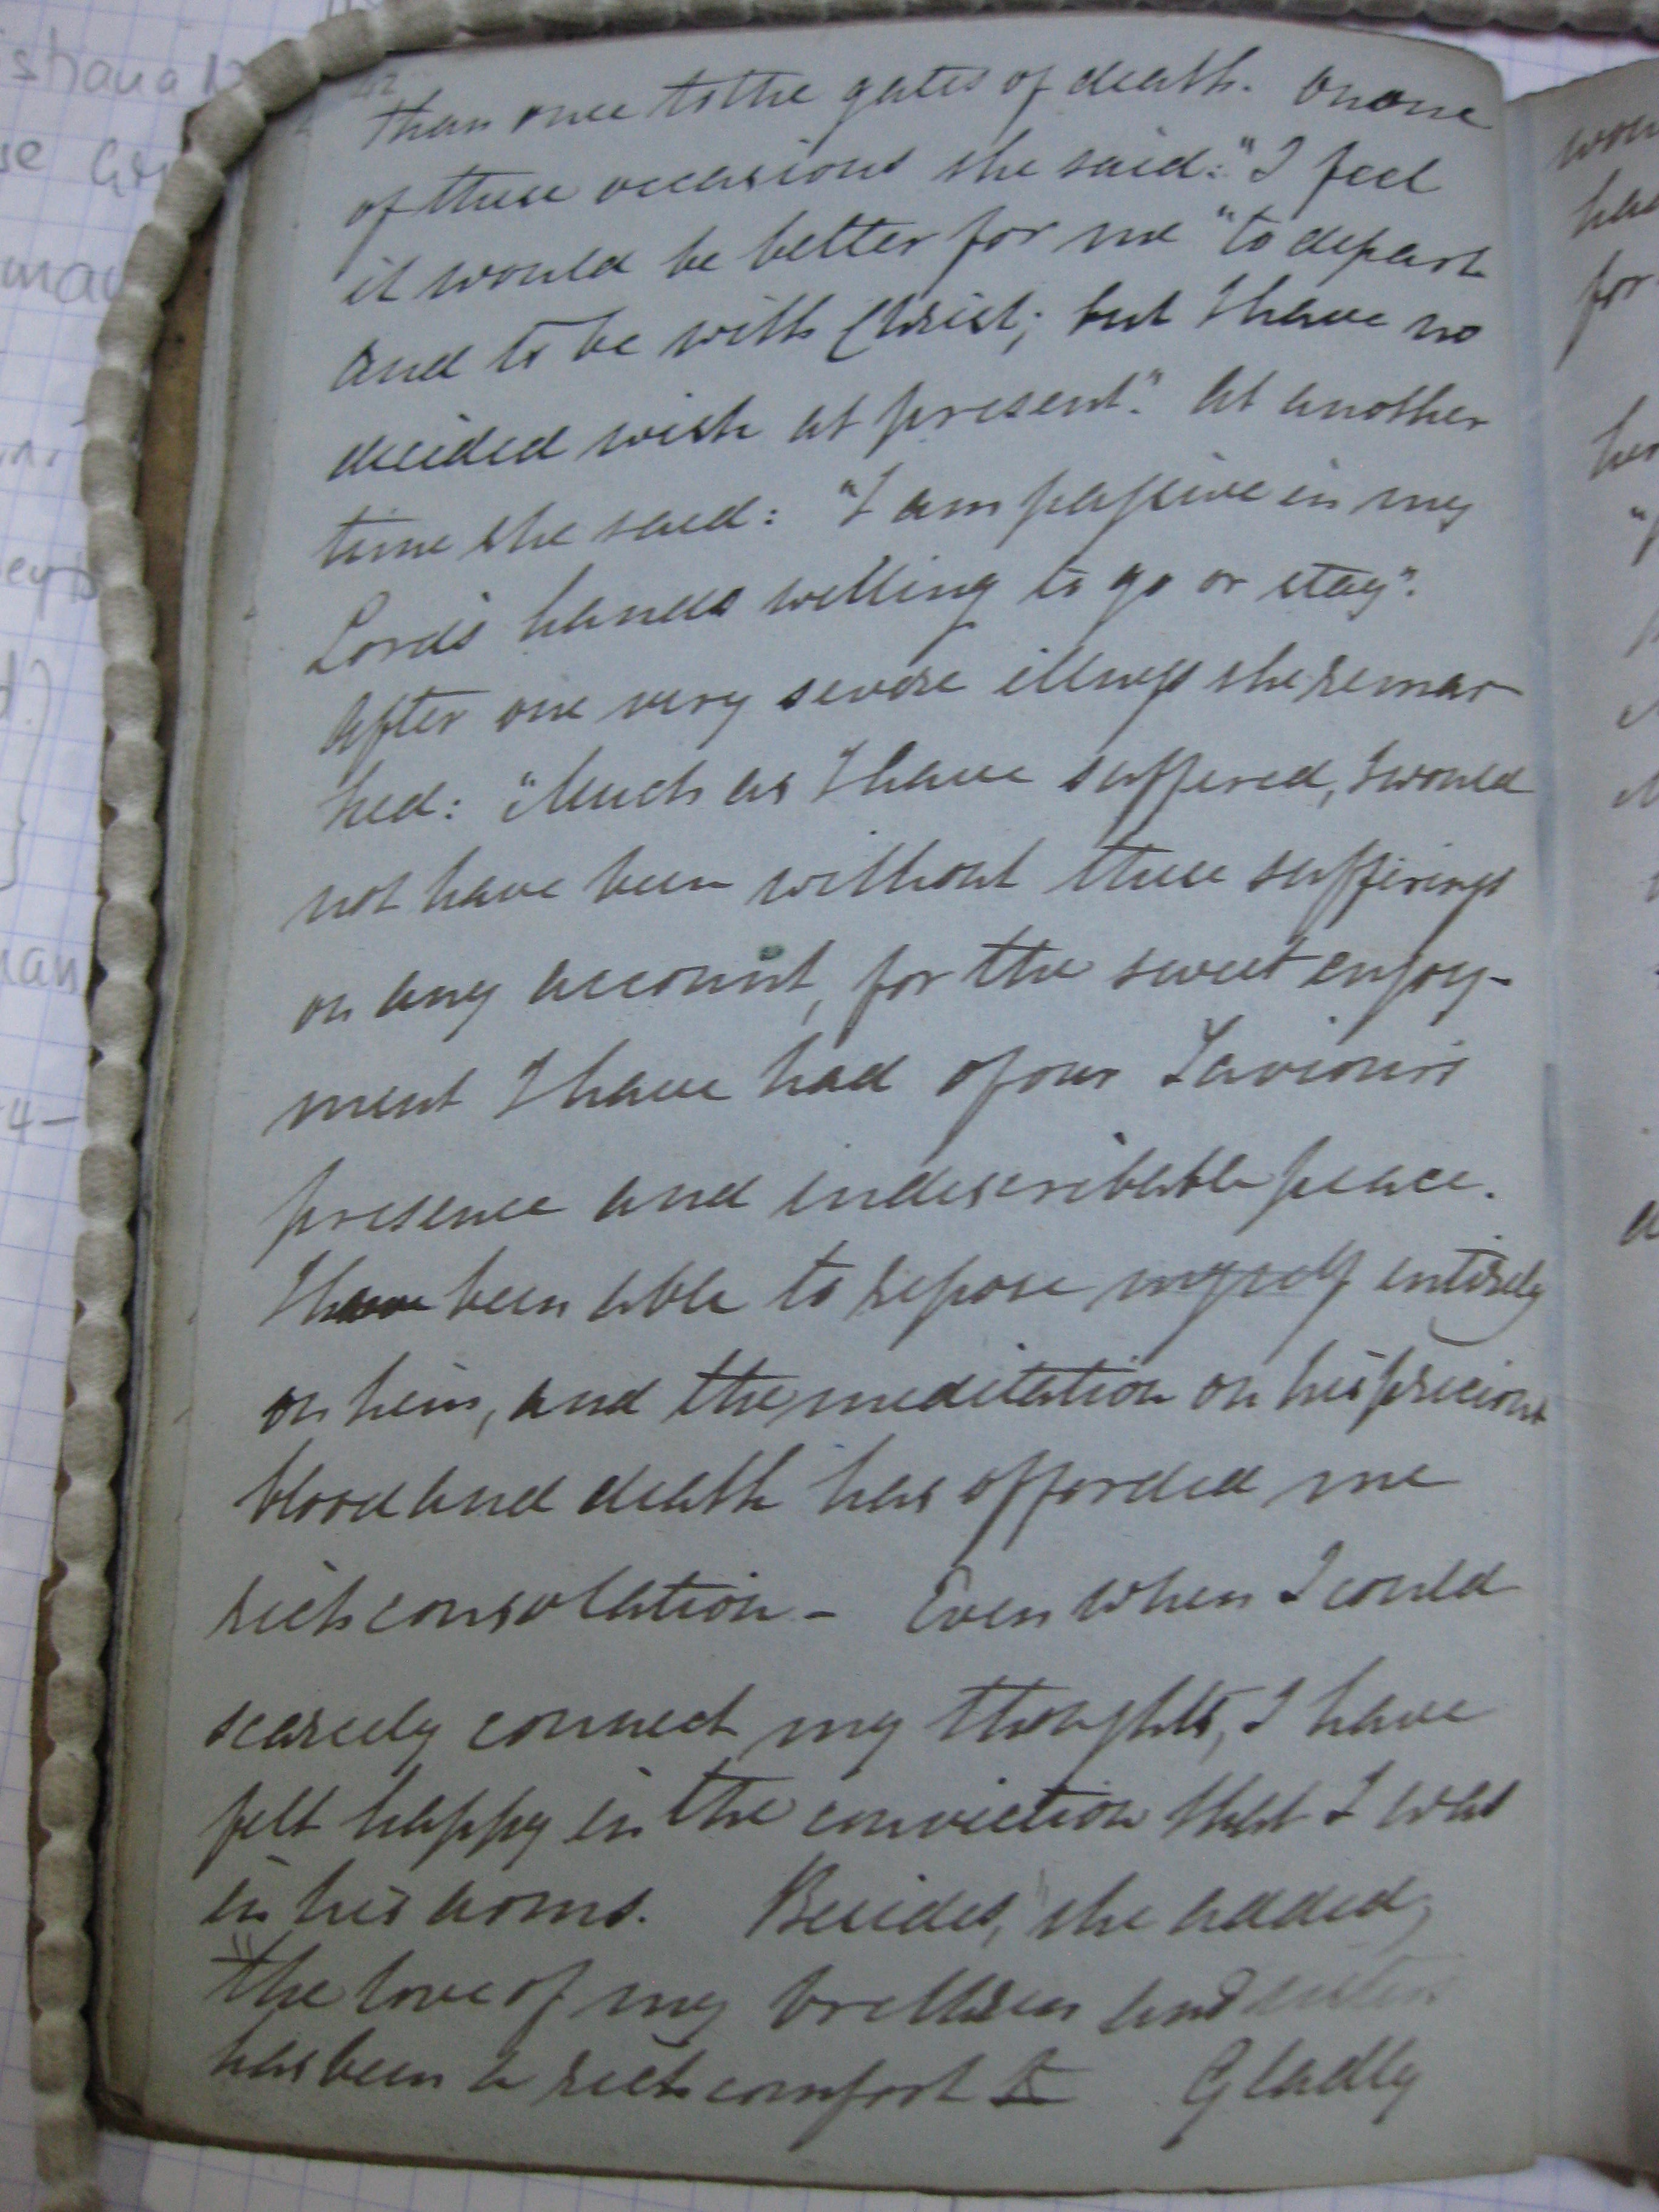 42
than once to the gates of death. On one
of these occasions she said: "I feel
it would be better for me "to depart
and to be with Christ; but I have no
decided wish at present". At another
time she said: "I am passive in my
Lord's hands willing to go or stay".
After one very severe illness she remar
ked: "Much as I have suffered, I would
not have been without these sufferings
on any account, for the sweet enjoy-
ment I have had of our Saviour's
presence and indescribable peace.
I have been able to repose myself entirely
on him, and the meditation on his precious
blood and death has afforded me
rich consolation - Even when I could
scarcely connect my thoughts, I have
felt happy in the conviction that I was
in his arms. Besides," she added,
"the love of my brethren and sisters
has been a rich comfort to Gladly